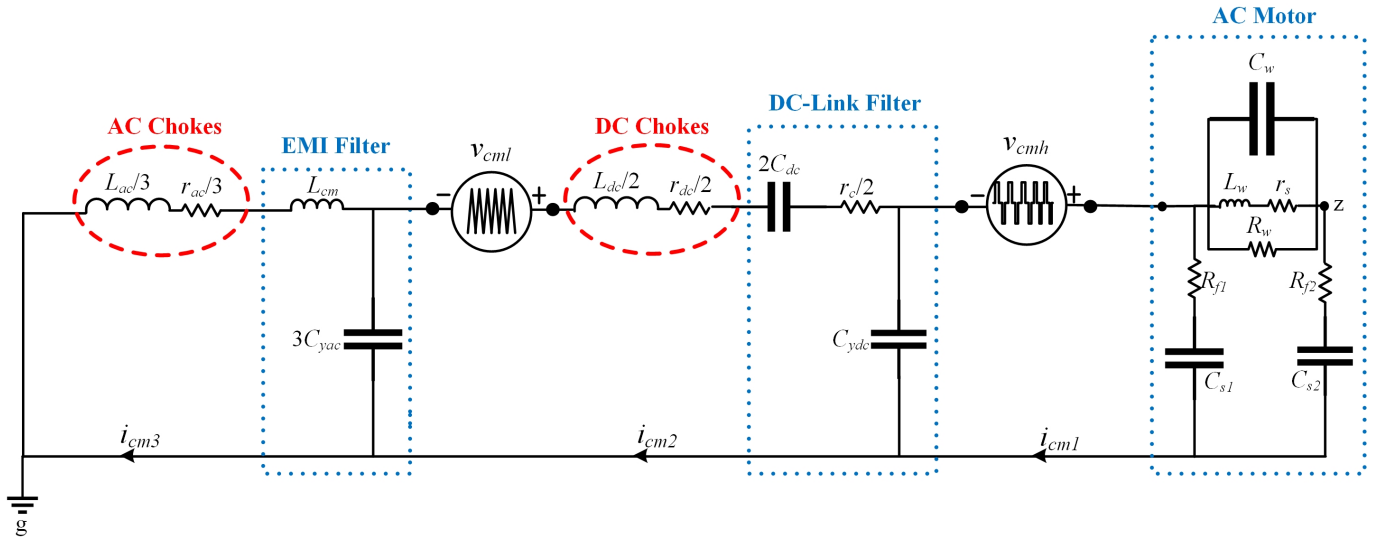 AC Motor
C_w
DC-Link Filter
AC Chokes
DC Chokes
EMI Filter
v_cml
v_cmh
2C_dc
L_ac/3
r_ac/3
L_cm
−
+
L_dc/2
r_dc/2
r_c/2
−
+
L_w
r_s
z
R_w
R_f1
R_f2
3C_yac
C_ydc
C_s1
C_s2
i_cm3
i_cm2
i_cm1
g